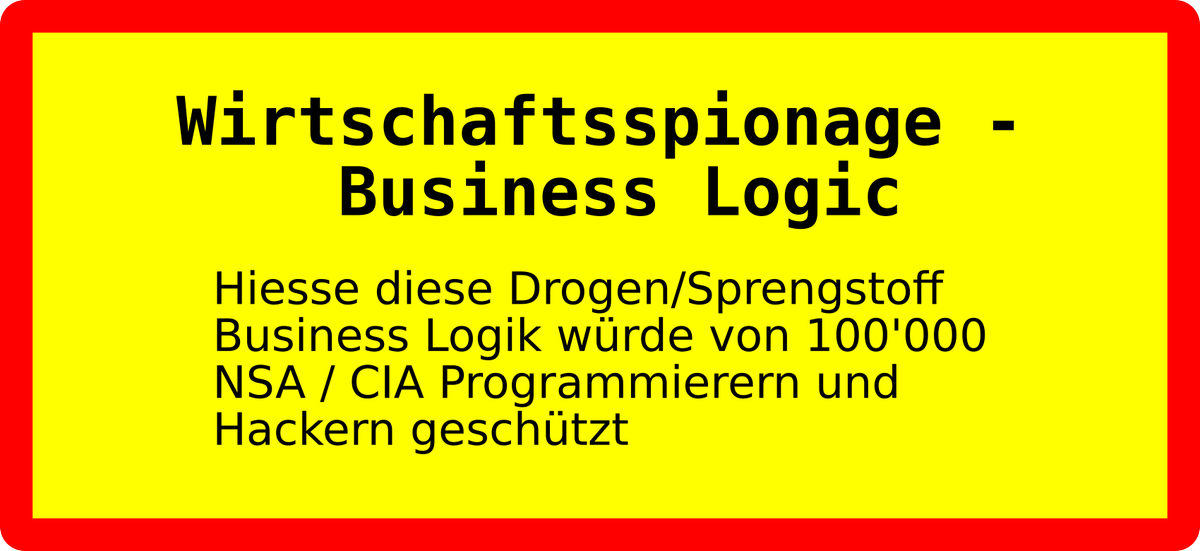 Wirtschaftsspionage -
Business Logic
Hiesse diese Drogen/Sprengstoff
Business Logik würde von 100'000
NSA / CIA Programmierern und
Hackern geschützt